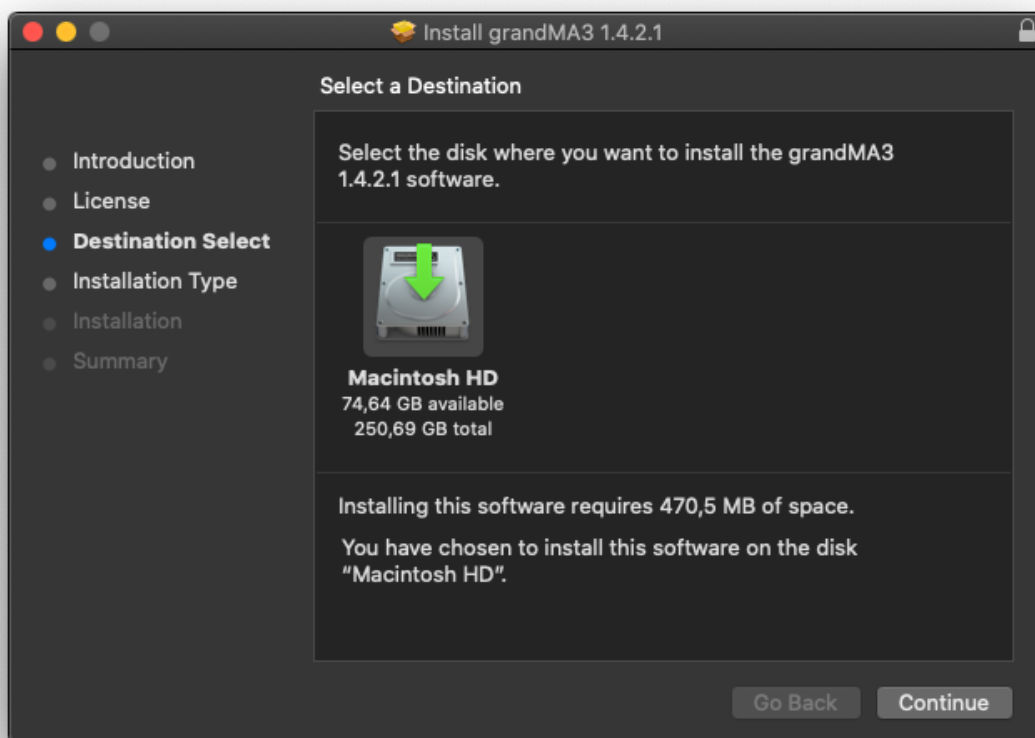 Install grandMA3 1.4.2.1
Select a Destination
Introduction
License
Destination Select
Installation Type
Installation
Summary
Select the disk where you want to install the grandMA3
1.4.2.1 software.
Macintosh HD
74,64 GB available
250,69 GB total
Installing this software requires 470,5 MB of space.
You have chosen to install this software on the disk
“Macintosh HD”.
Go Back
Continue